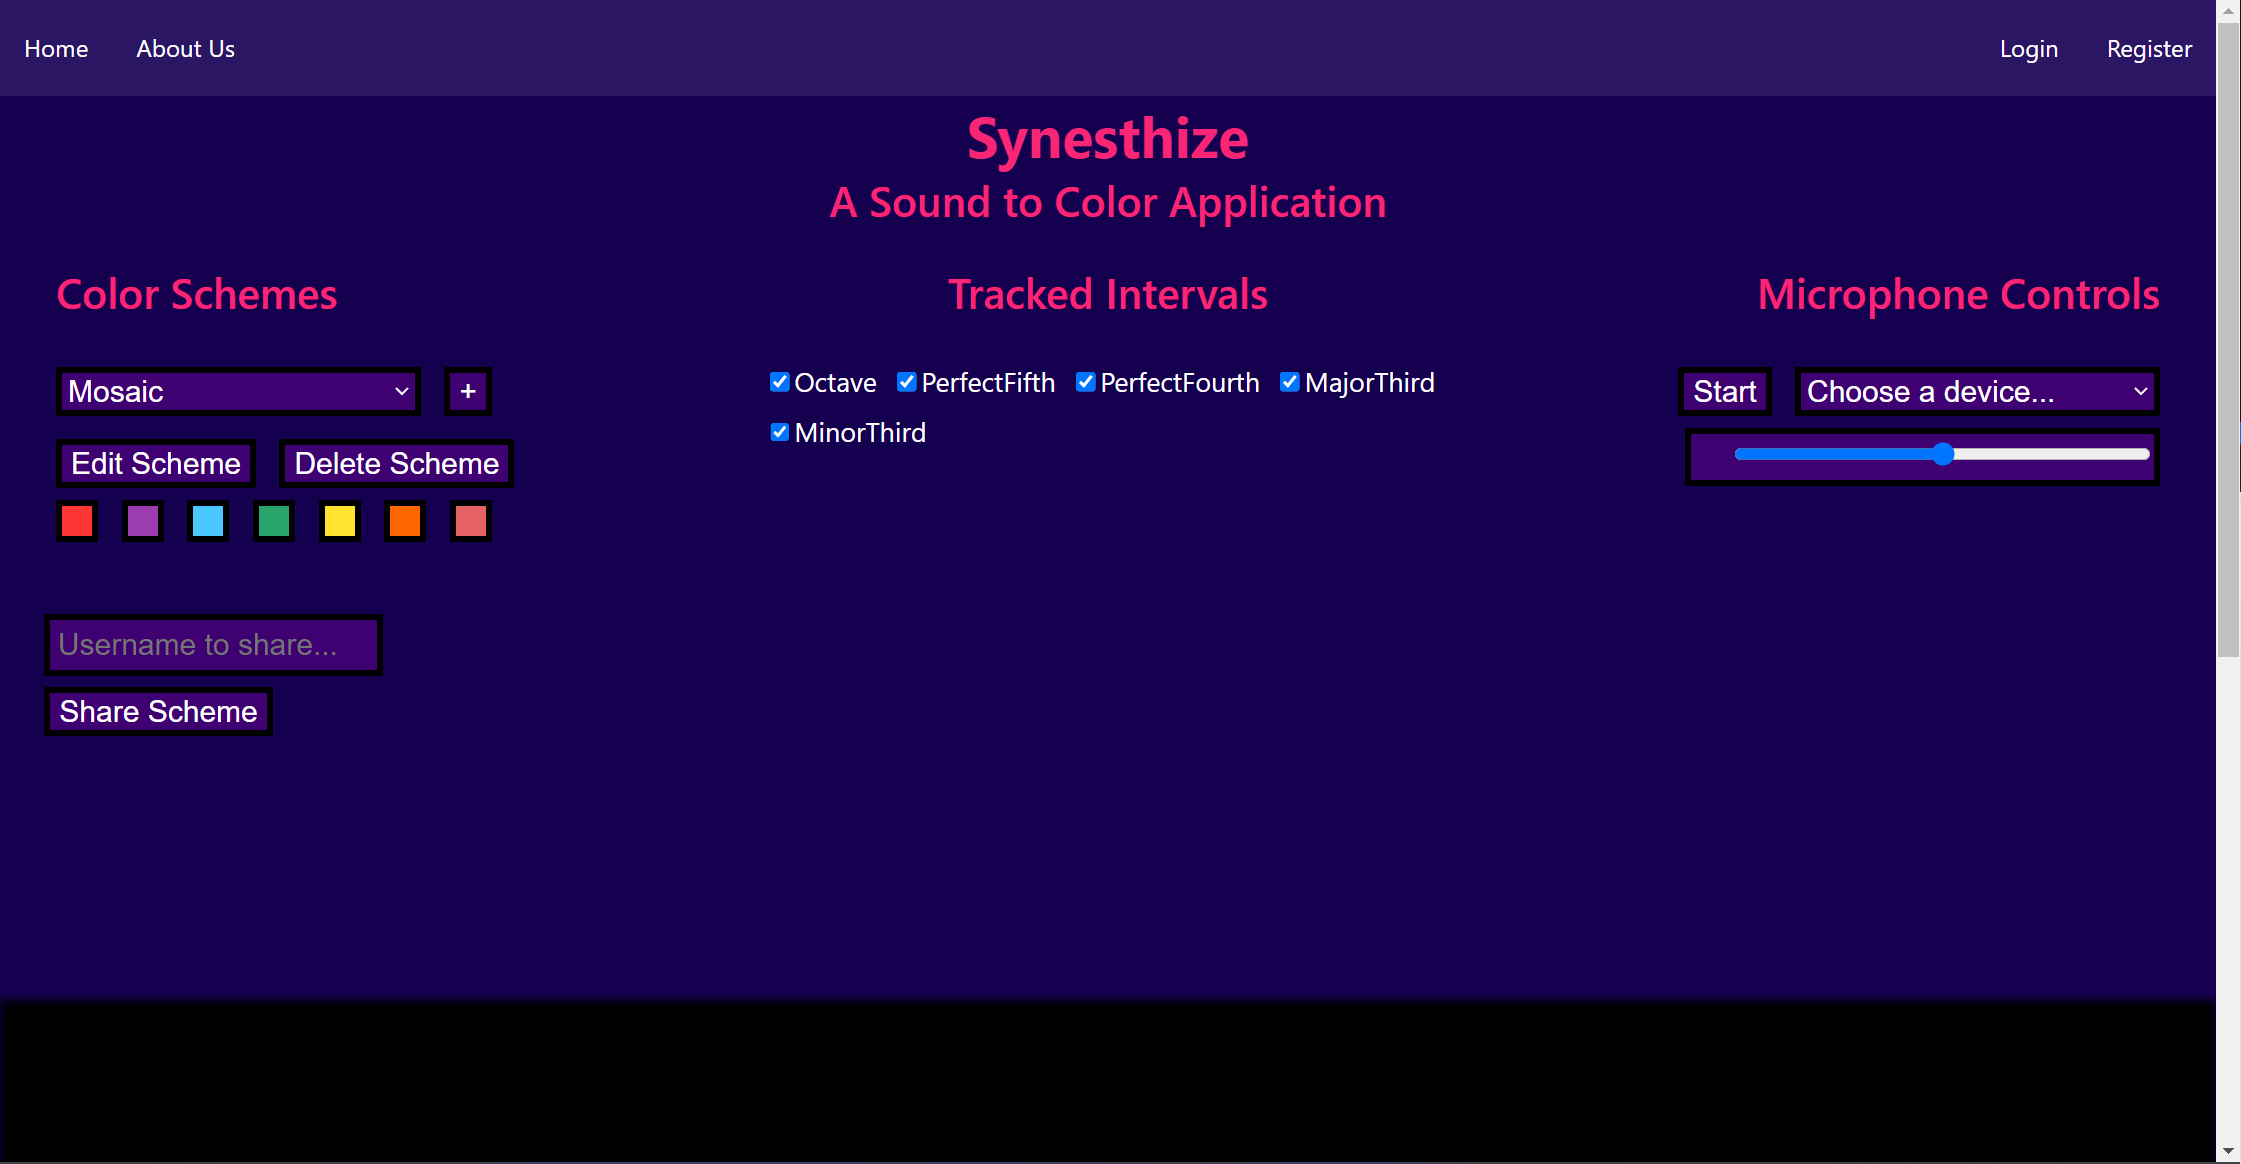 Home About Us Login Register
Synesthize
A Sound to Color Application
Color Schemes
Mosaic +
Edit Scheme Delete Scheme
Username to share...
Share Scheme
Tracked Intervals
Octave PerfectFifth PerfectFourth MajorThird
MinorThird
Microphone Controls
Start Choose a device...